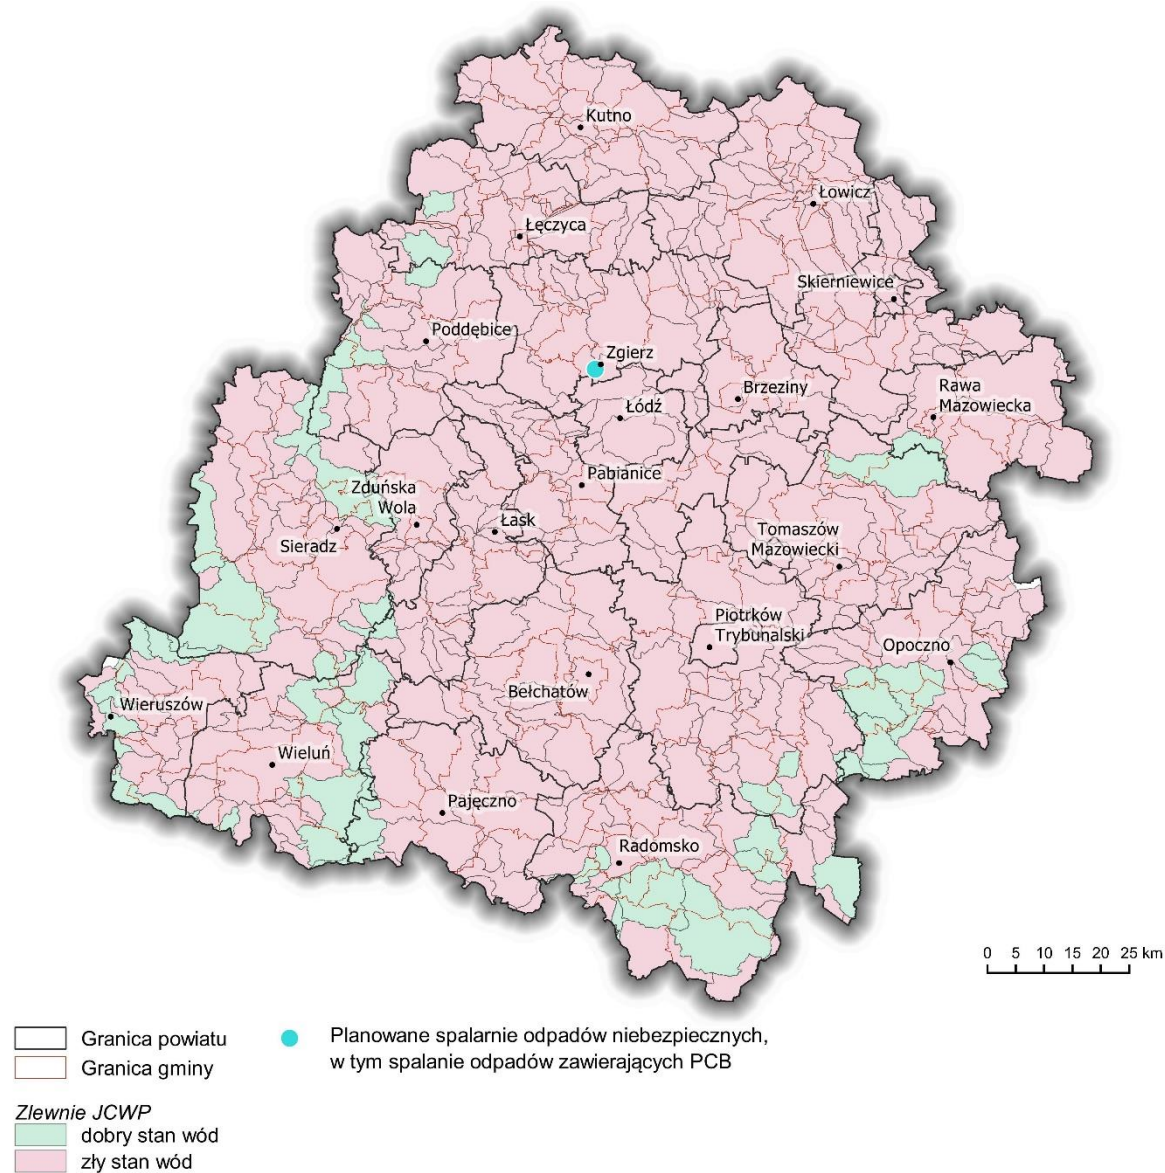 Kutno
Łowicz
Łęczyca
Skierniewice
Poddębice
Zgierz
Brzeziny
Rawa
Mazowiecka
Łódź
Pabianice
Zduńska
Wola
Łask
Sieradz
Tomaszów
Mazowiecki
Piotrków
Trybunalski
Opoczno
Bełchatów
Wieruszów
Wieluń
Pajęczno
Radomsko
0 5 10 15 20 25 km
Granica powiatu
Granica gminy
Planowane spalarnie odpadów niebezpiecznych,
w tym spalanie odpadów zawierających PCB
Zlewnie JCWP
dobry stan wód
zły stan wód